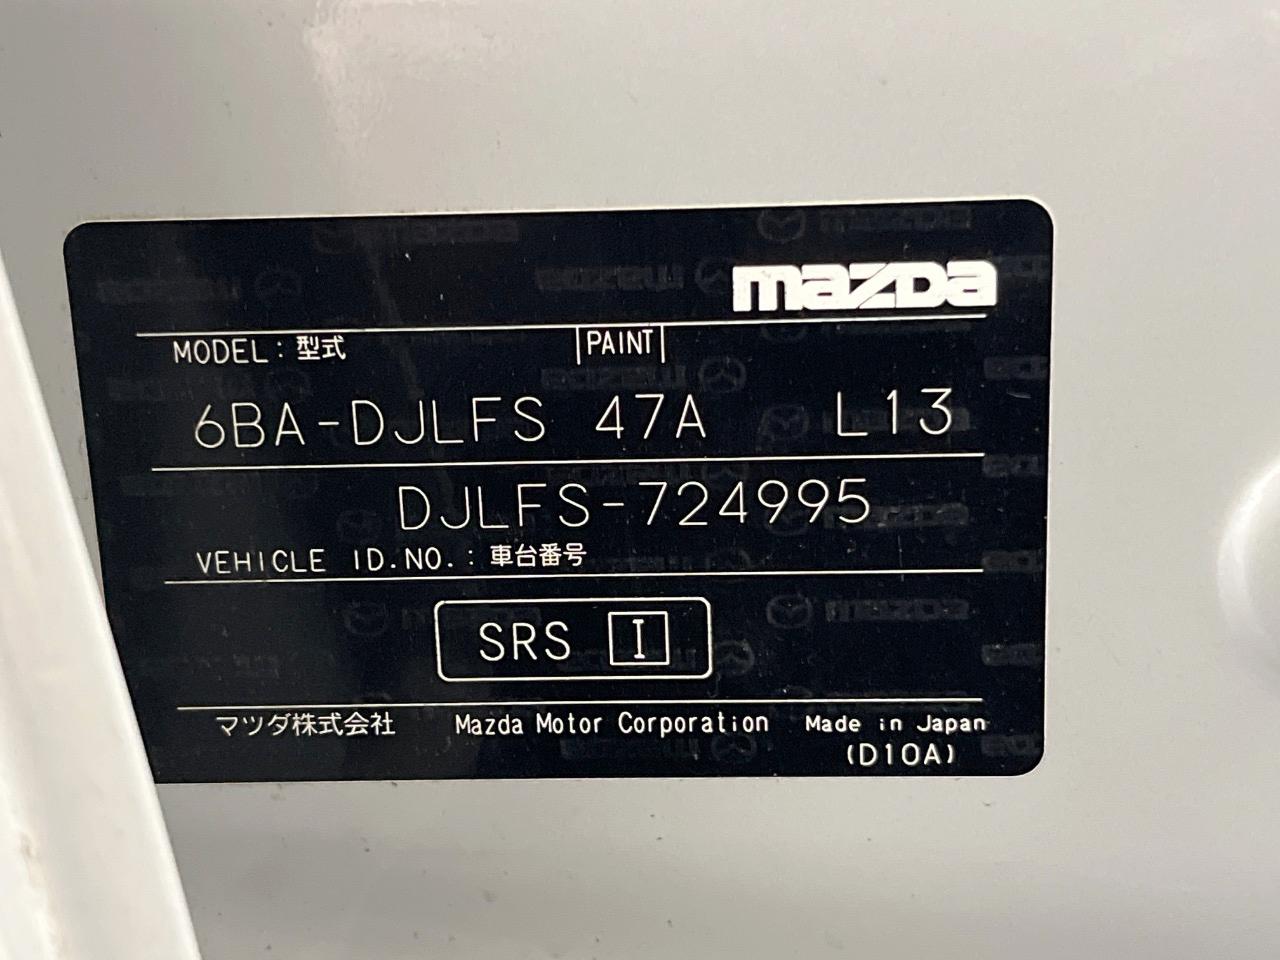 mazda
MODEL : 型式 PAINT
6BA-DJLFS 47A L13
DJLFS-724995
VEHICLE ID.NO. : 車台番号
SRS I
マツダ株式会社 Mazda Motor Corporation Made in Japan
(D10A)